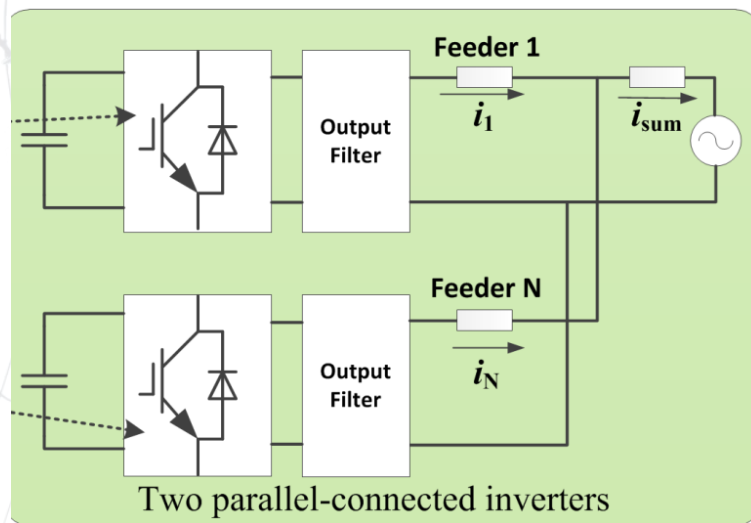 Feeder 1
i1
isum
Output
Filter
Feeder N
iN
Output
Filter
Two parallel-connected inverters